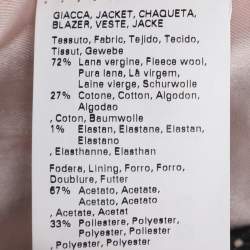 GIACCA, JACKET, CHAQUETA,
BLAZER, VESTE, JACKE
Tessuto, Fabric, Tejido, Tecido,
Tissut, Gewebe
72% Lana vergine, Fleece wool,
Pura lana, Là virgem,
Laine vierge, Schurwolle
27% Cotone, Cotton, Algodon,
Algodao
, Coton, Baumwolle
1% Elastan, Elastane, Elastan,
Elastano
, Elasthanne, Elasthan
Fodera, Lining, Forro, Forro,
Doublure, Futter
67% Acetato, Acetate,
Acetato, Acetato
, Acetate, Acetat
33% Poliestere, Polyester,
Polyester, Polyester,
Polyester, Polyester